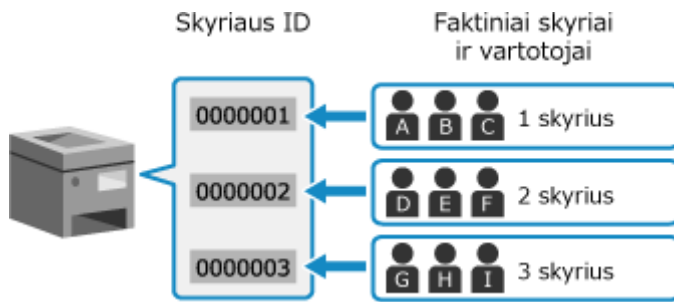 Skyriaus ID
Faktiniai skyriai
ir vartotojai
0000001
A B C 1 skyrius
0000002
D E F 2 skyrius
0000003
G H I 3 skyrius